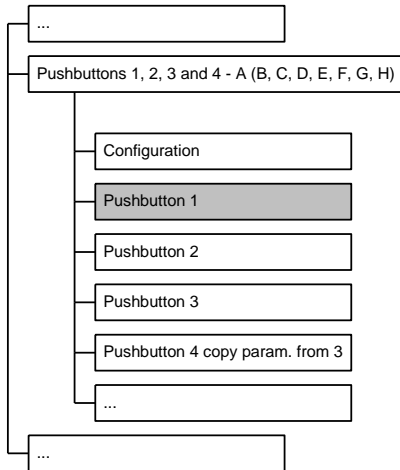 ...
Pushbuttons 1, 2, 3 and 4 - A (B, C, D, E, F, G, H)
Configuration
Pushbutton 1
Pushbutton 2
Pushbutton 3
Pushbutton 4 copy param. from 3
...
...